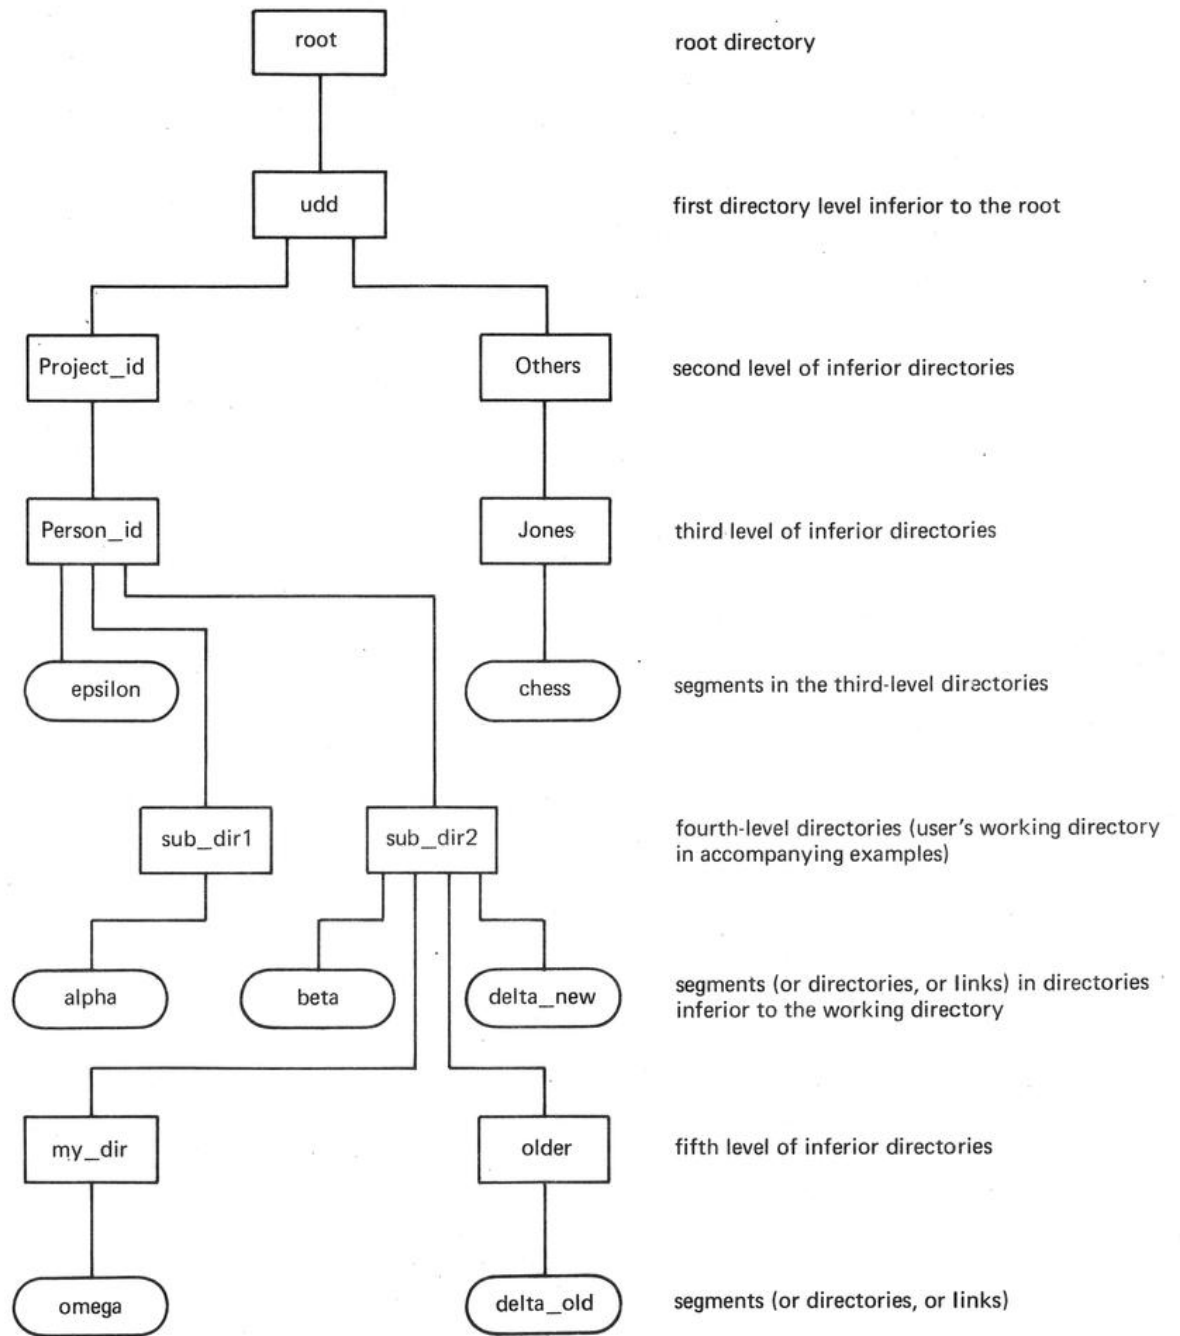 root
root directory
udd
first directory level inferior to the root
Project_id
Others
second level of inferior directories
Person_id
Jones
third level of inferior directories
epsilon
chess
segments in the third-level directories
sub_dir1
sub_dir2
fourth-level directories (user's working directory
in accompanying examples)
alpha
beta
delta_new
segments (or directories, or links) in directories
inferior to the working directory
my_dir
older
fifth level of inferior directories
omega
delta_old
segments (or directories, or links)